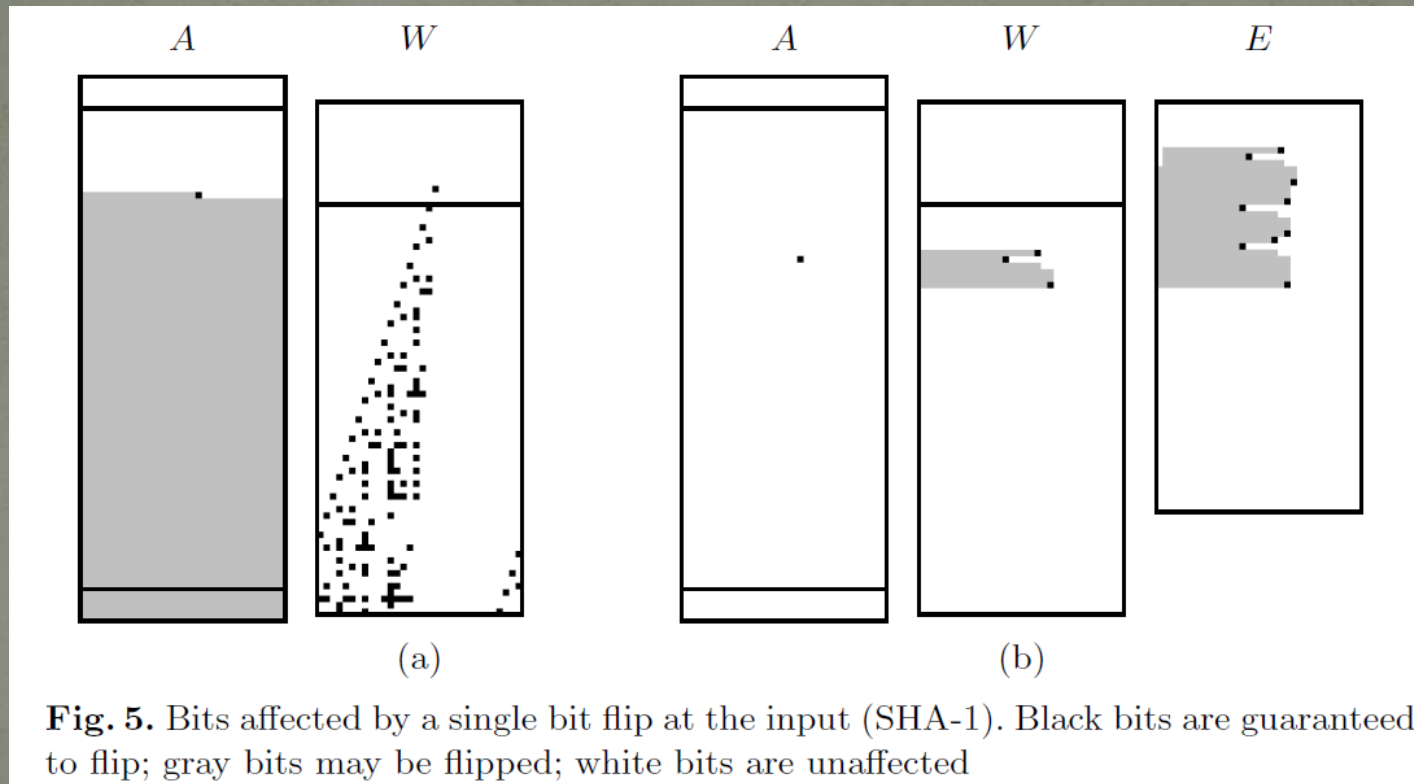 A W A W E
(a) (b)
Fig. 5. Bits affected by a single bit flip at the input (SHA-1). Black bits are guaranteed
to flip; gray bits may be flipped; white bits are unaffected